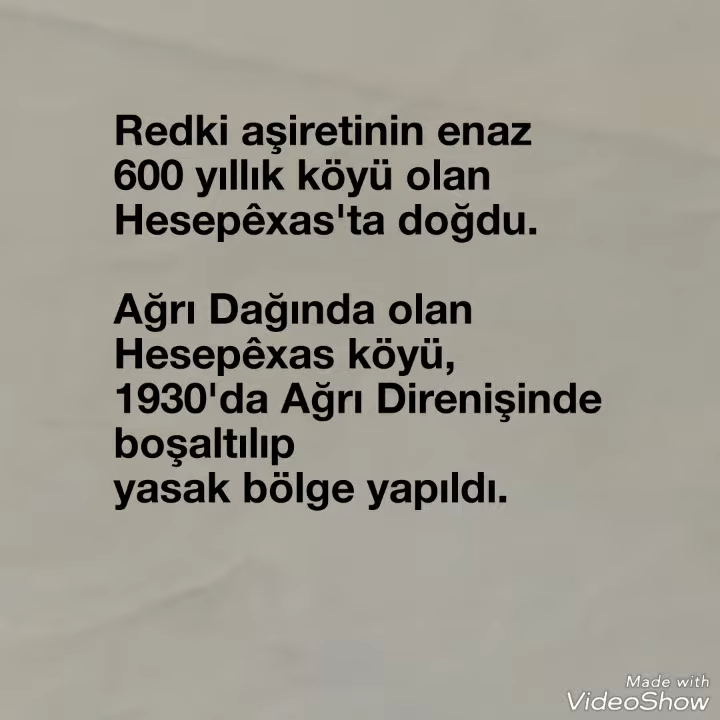 Redki aşiretinin enaz
600 yıllık köyü olan
Hesepêxas'ta doğdu.
Ağrı Dağında olan
Hesepêxas köyü,
1930'da Ağrı Direnişinde
boşaltılıp
yasak bölge yapıldı.
Made with
VideoShow